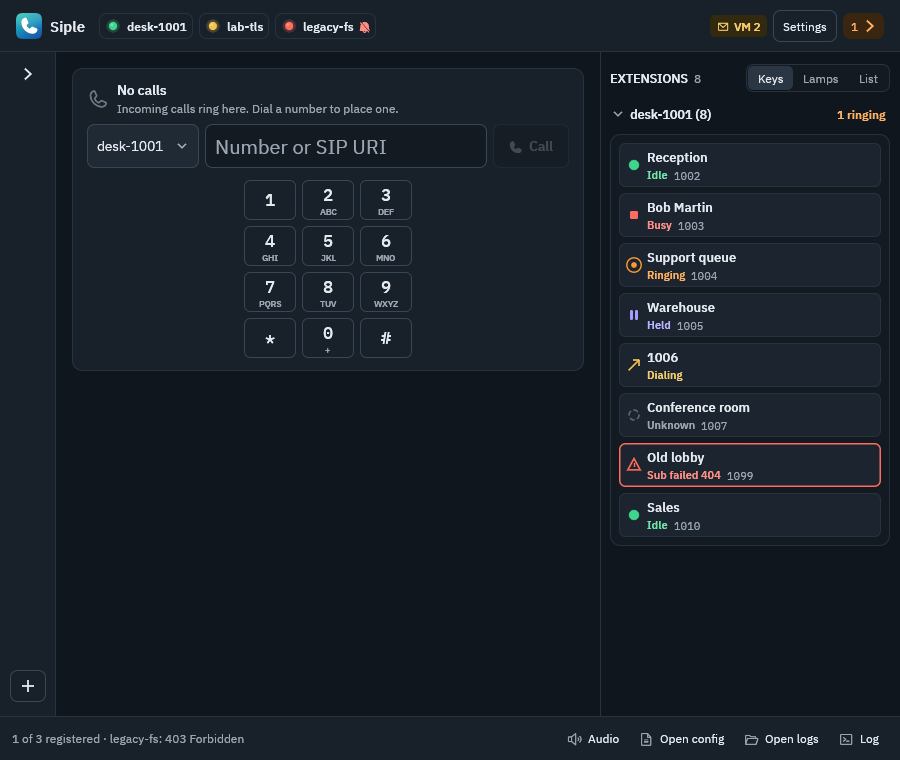 Siple
desk-1001
lab-tls
legacy-fs
VM 2
Settings
1
No calls
Incoming calls ring here. Dial a number to place one.
desk-1001
Number or SIP URI
Call
1
2
ABC
3
DEF
4
GHI
5
JKL
6
MNO
7
PQRS
8
TUV
9
WXYZ
*
0
+
#
EXTENSIONS 8
Keys
Lamps
List
desk-1001 (8)
1 ringing
Reception
Idle 1002
Bob Martin
Busy 1003
Support queue
Ringing 1004
Warehouse
Held 1005
1006
Dialing
Conference room
Unknown 1007
Old lobby
Sub failed 404 1099
Sales
Idle 1010
+
1 of 3 registered · legacy-fs: 403 Forbidden
Audio
Open config
Open logs
Log